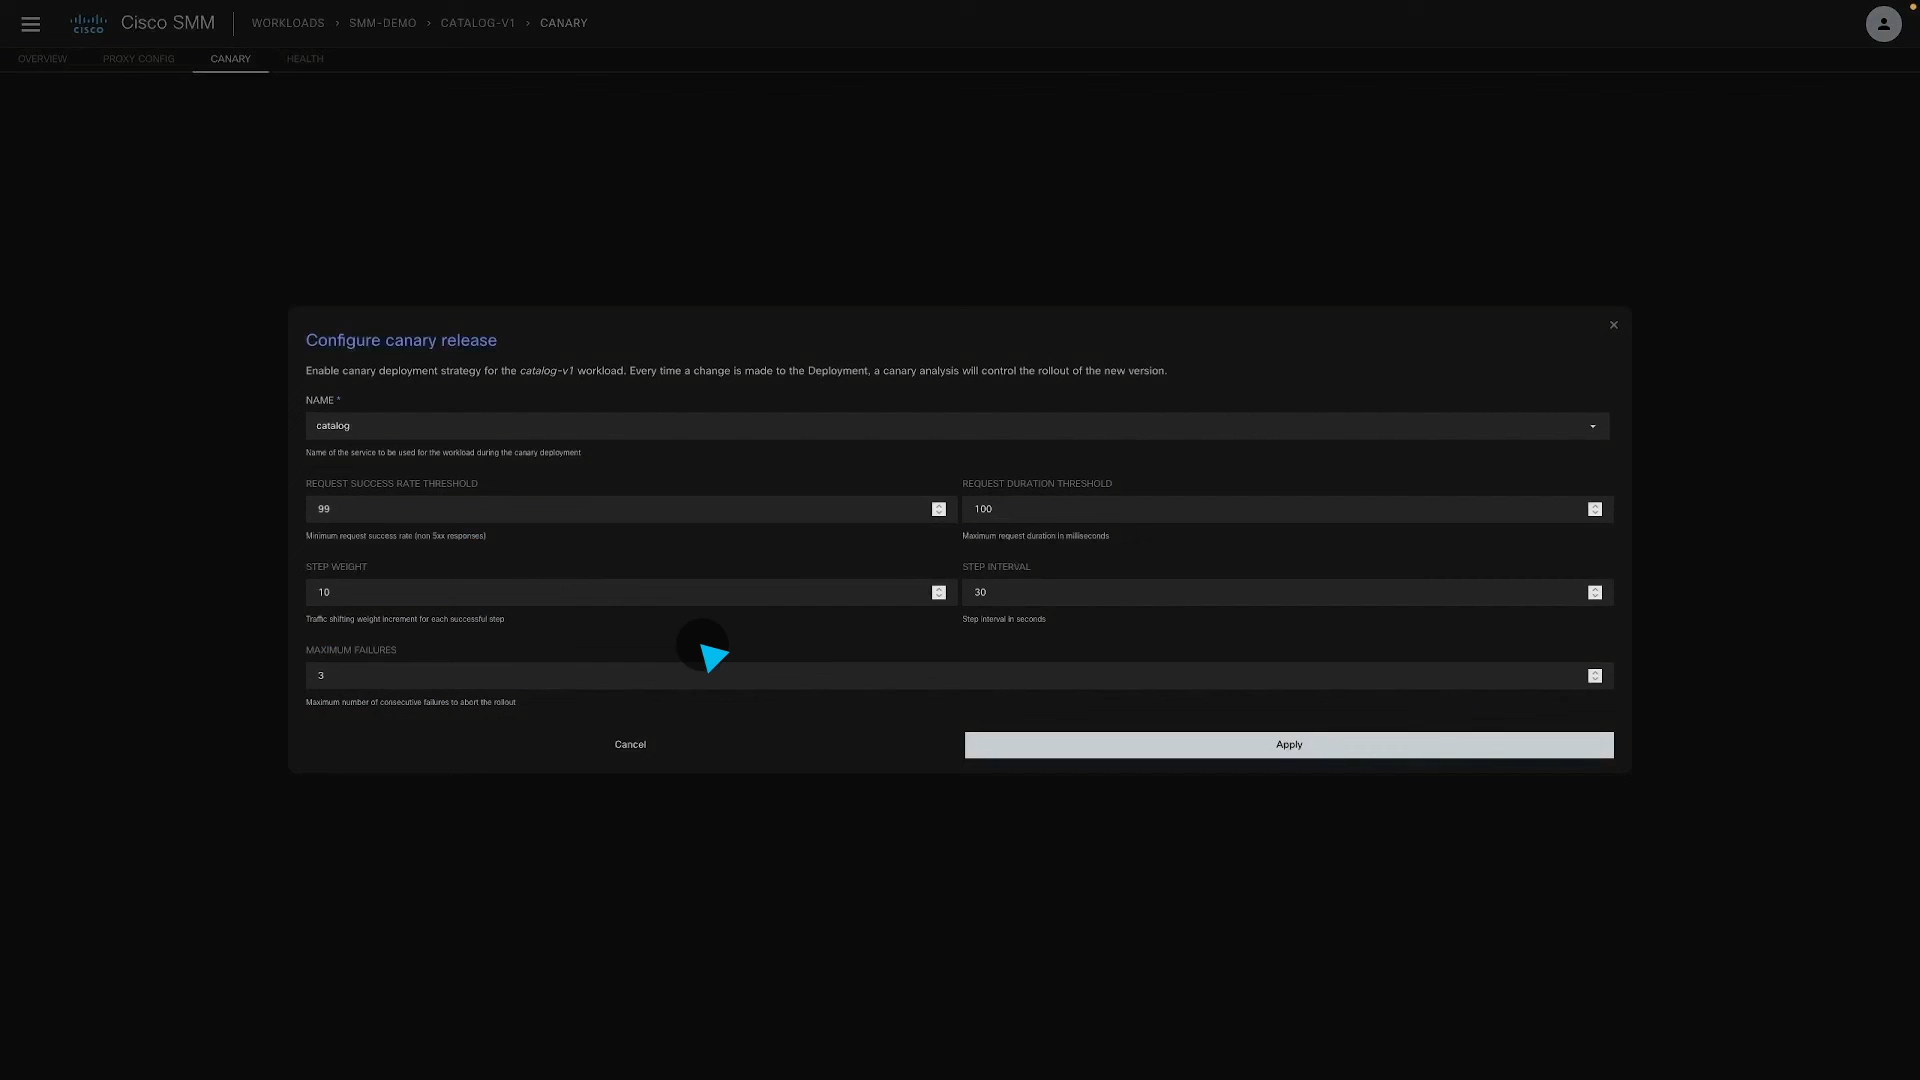 cisco Cisco SMM WORKLOADS › SMM-DEMO › CATALOG-V1 › CANARY
OVERVIEW PROXY CONFIG CANARY HEALTH
Configure canary release
Enable canary deployment strategy for the catalog-v1 workload. Every time a change is made to the Deployment, a canary analysis will control the rollout of the new version.
NAME *
catalog
Name of the service to be used for the workload during the canary deployment
REQUEST SUCCESS RATE THRESHOLD
99
Minimum request success rate (non 5xx responses)
REQUEST DURATION THRESHOLD
100
Maximum request duration in milliseconds
STEP WEIGHT
10
Traffic shifting weight increment for each successful step
STEP INTERVAL
30
Step interval in seconds
MAXIMUM FAILURES
3
Maximum number of consecutive failures to abort the rollout
Cancel
Apply